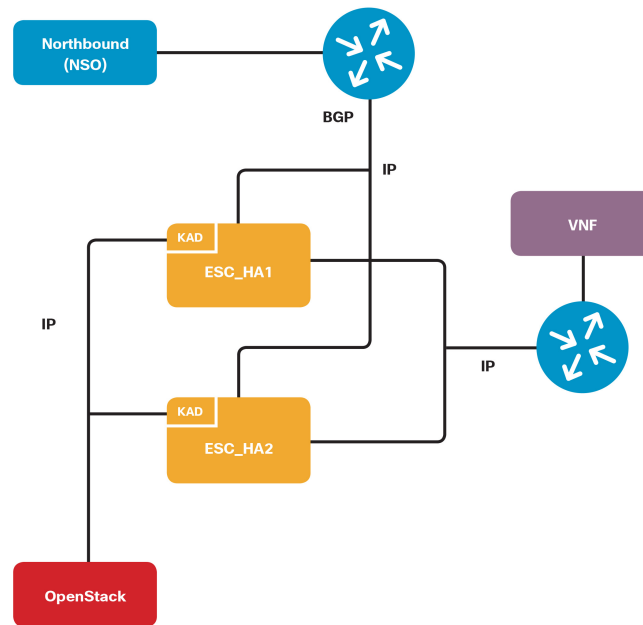 Northbound
(NSO)
BGP
IP
VNF
KAD
ESC_HA1
IP
IP
KAD
ESC_HA2
OpenStack